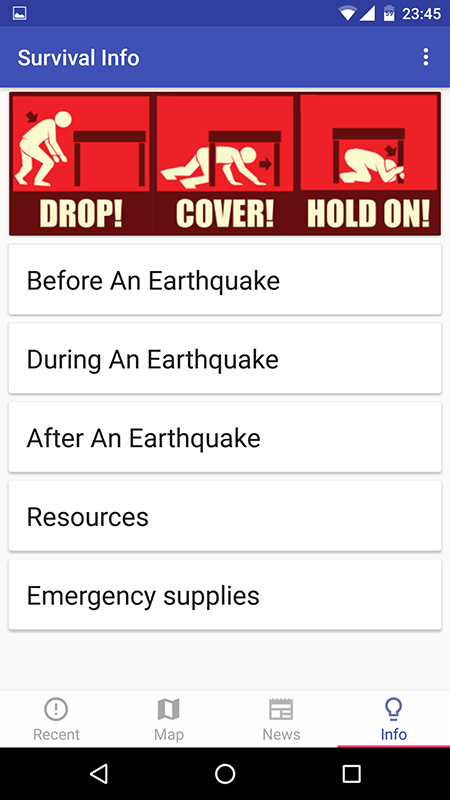 59
23:45
Survival Info
DROP! COVER! HOLD ON!
Before An Earthquake
During An Earthquake
After An Earthquake
Resources
Emergency supplies
Recent Map News Info